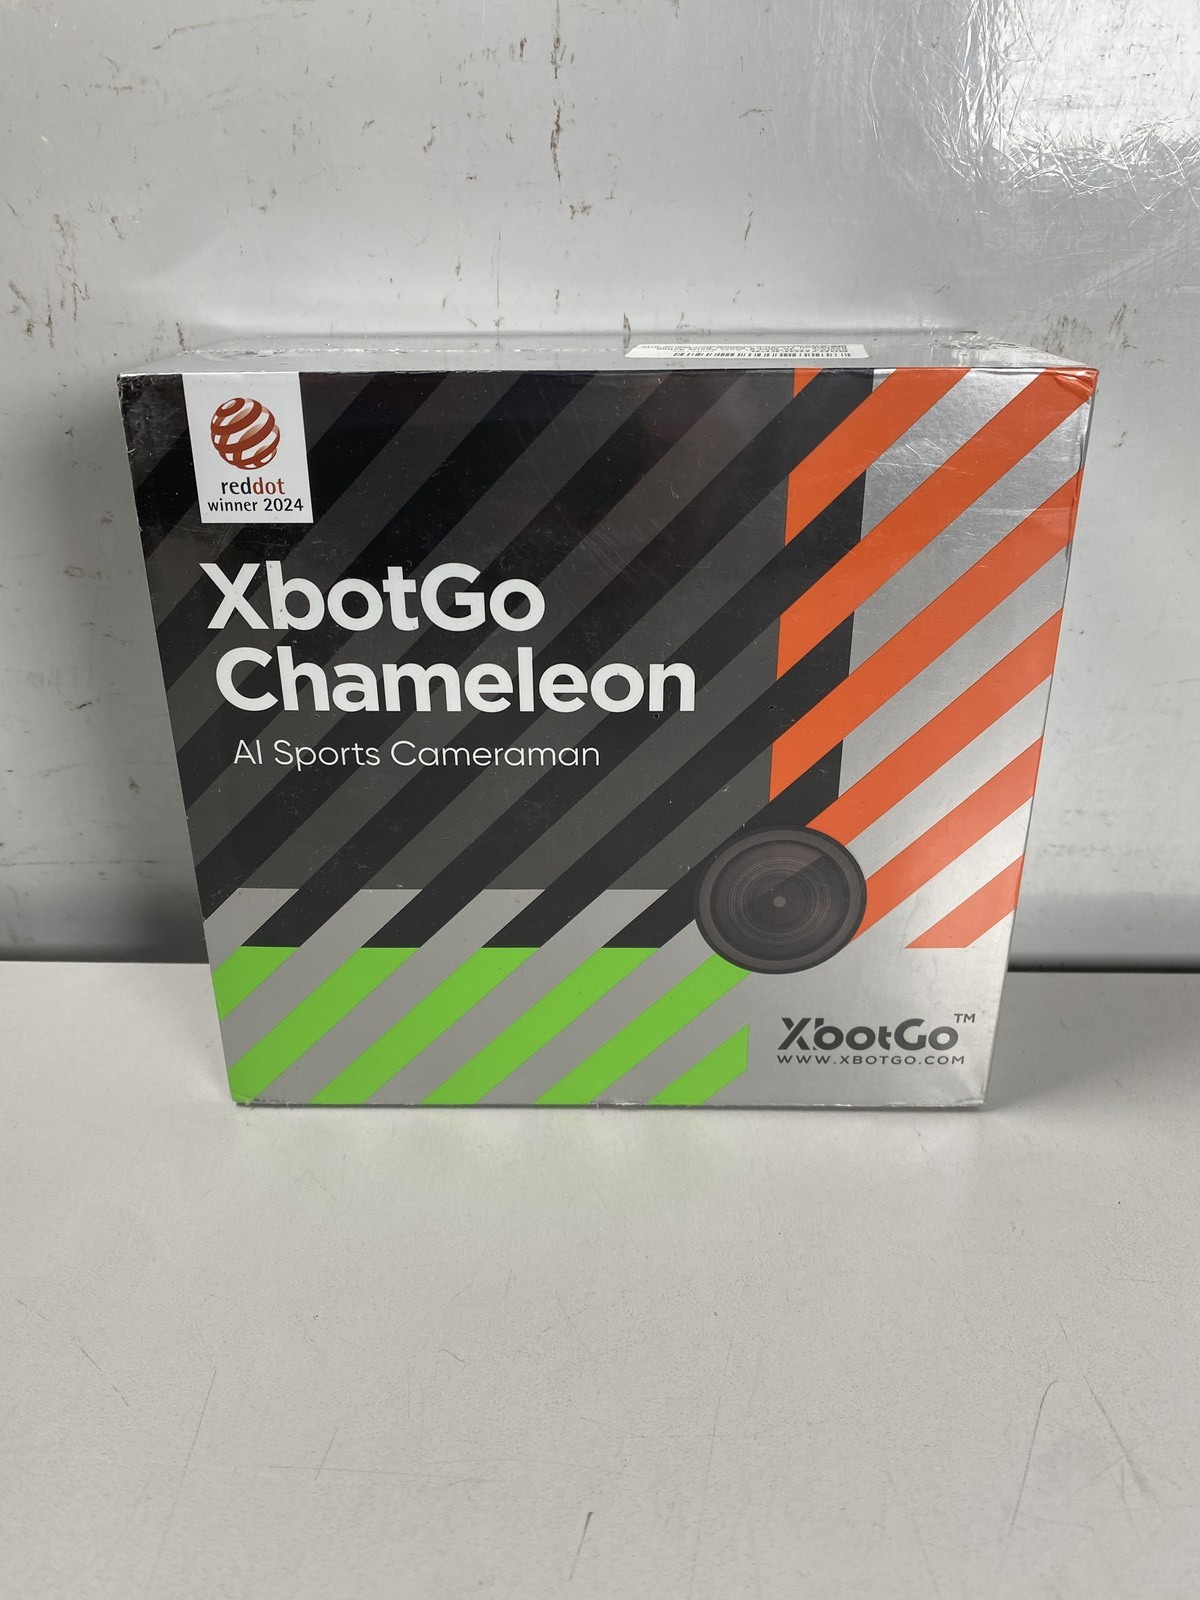 reddot
winner 2024
XbotGo
Chameleon
AI Sports Cameraman
XbotGo™
WWW.XBOTGO.COM